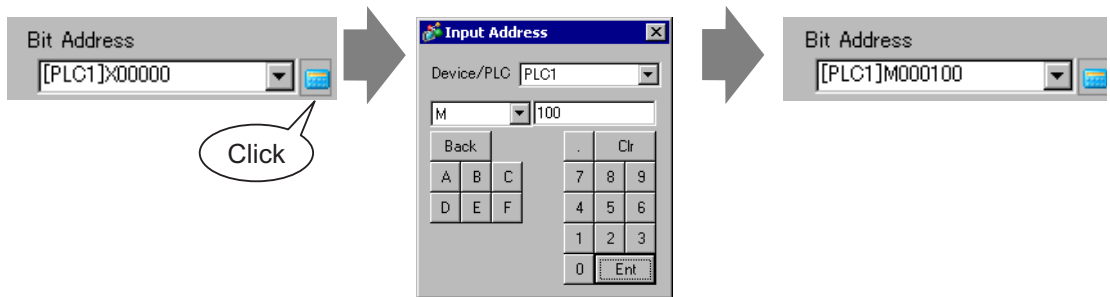 Bit Address
[PLC1]X00000
Click
Input Address
Device/PLC PLC1
M 100
Back . Clr
A B C 7 8 9
D E F 4 5 6
1 2 3
0 Ent
Bit Address
[PLC1]M000100